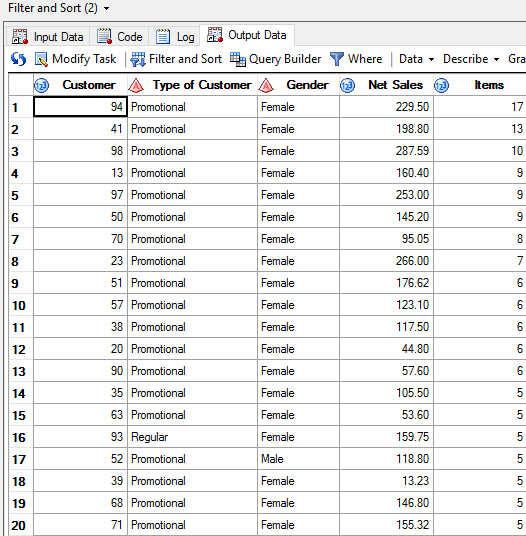 Filter and Sort (2)
Input Data Code Log Output Data
Modify Task Filter and Sort Query Builder Where Data Describe Gra
Customer Type of Customer Gender Net Sales Items
1 94 Promotional Female 229.50 17
2 41 Promotional Female 198.80 13
3 98 Promotional Female 287.59 10
4 13 Promotional Female 160.40 9
5 97 Promotional Female 253.00 9
6 50 Promotional Female 145.20 9
7 70 Promotional Female 95.05 8
8 23 Promotional Female 266.00 7
9 51 Promotional Female 176.62 6
10 57 Promotional Female 123.10 6
11 38 Promotional Female 117.50 6
12 20 Promotional Female 44.80 6
13 90 Promotional Female 57.60 6
14 35 Promotional Female 105.50 5
15 63 Promotional Female 53.60 5
16 93 Regular Female 159.75 5
17 52 Promotional Male 118.80 5
18 39 Promotional Female 13.23 5
19 68 Promotional Female 146.80 5
20 71 Promotional Female 155.32 5